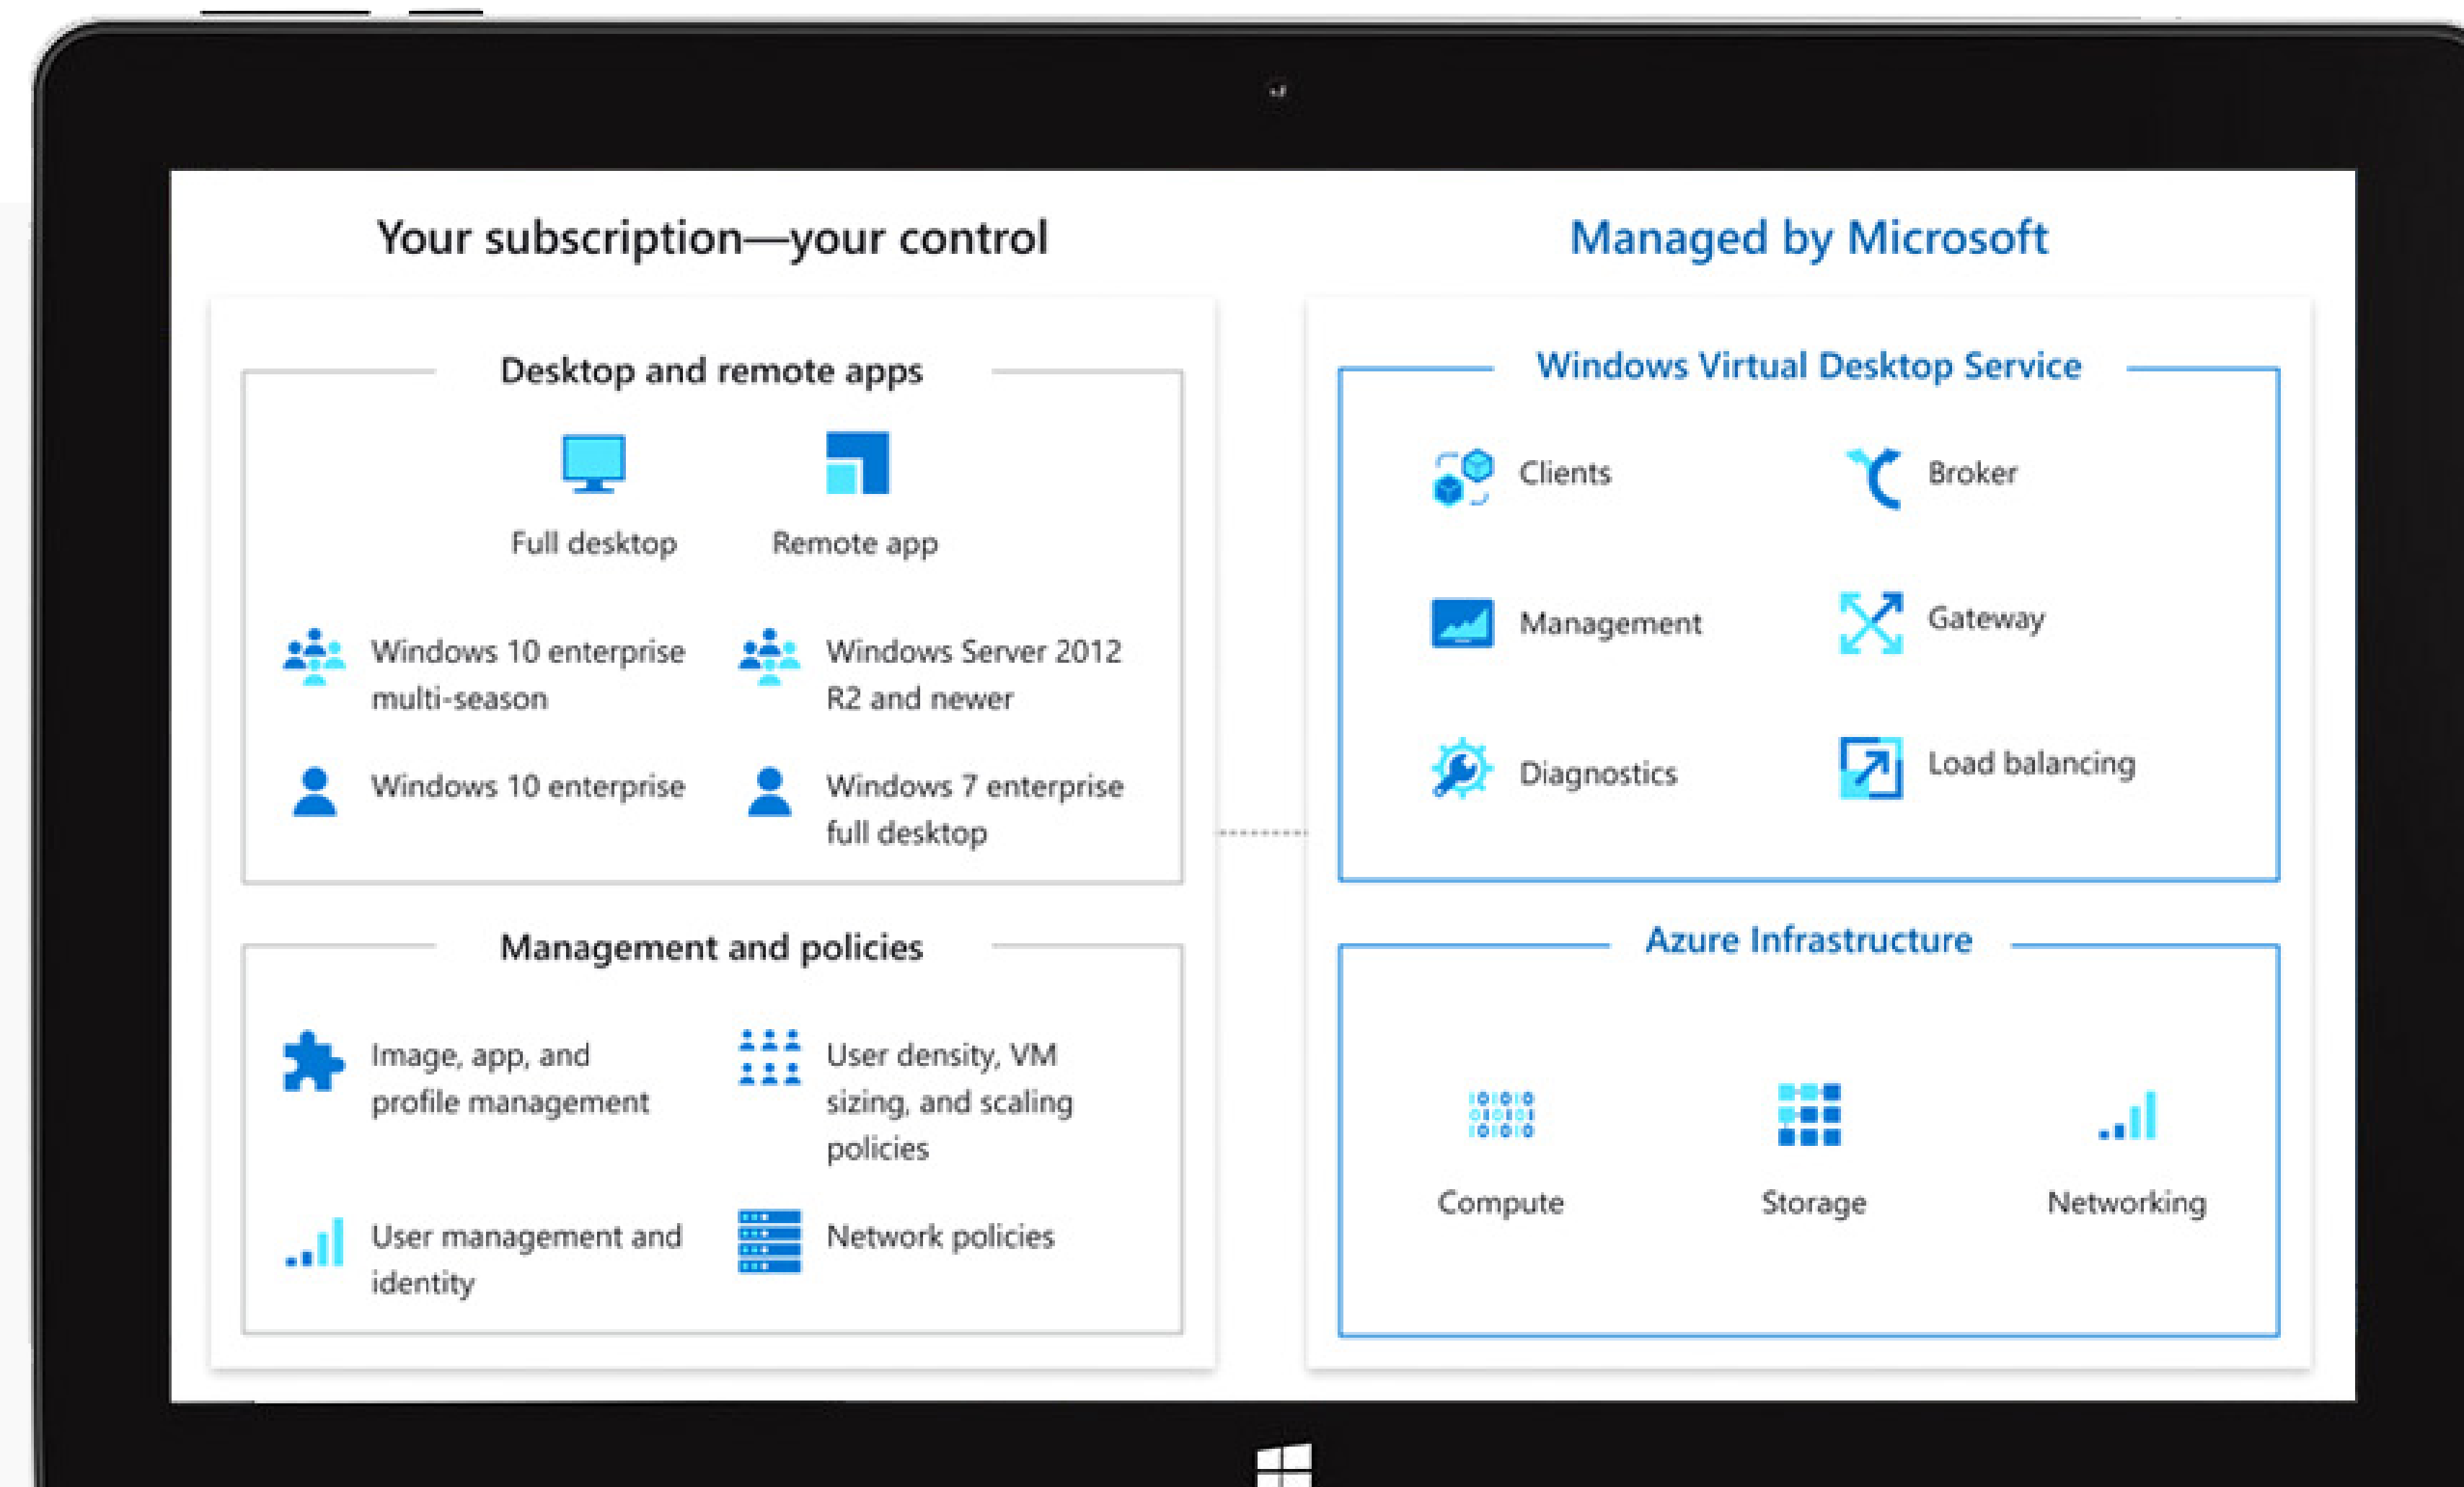 Your subscription—your control
Desktop and remote apps
Full desktop
Remote app
Windows 10 enterprise
multi-season
Windows Server 2012
R2 and newer
Windows 10 enterprise
Windows 7 enterprise
full desktop
Management and policies
Image, app, and
profile management
User density, VM
sizing, and scaling
policies
User management and
identity
Network policies
Managed by Microsoft
Windows Virtual Desktop Service
Clients
Broker
Management
Gateway
Diagnostics
Load balancing
Azure Infrastructure
Compute
Storage
Networking